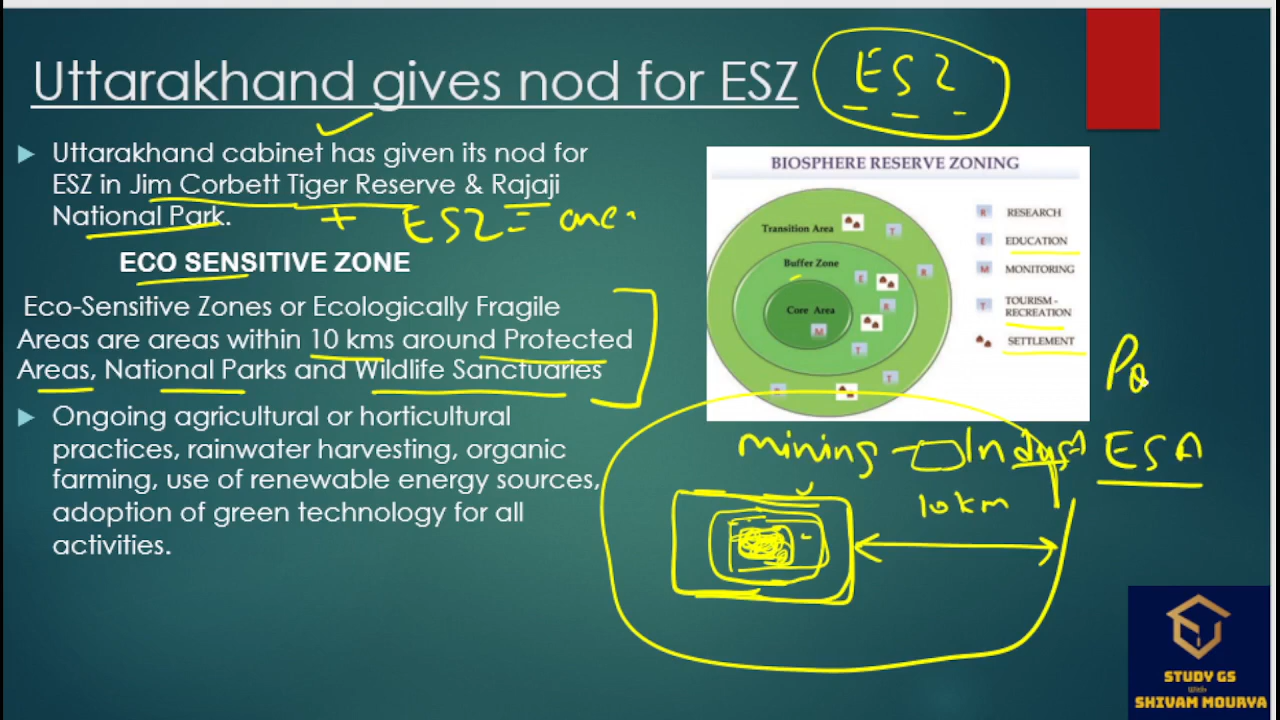 Uttarakhand gives nod for ESZ
ESZ
Uttarakhand cabinet has given its nod for
ESZ in Jim Corbett Tiger Reserve & Rajaji
National Park.
+ ESZ =
ECO SENSITIVE ZONE
Eco-Sensitive Zones or Ecologically Fragile
Areas are areas within 10 kms around Protected
Areas, National Parks and Wildlife Sanctuaries
Ongoing agricultural or horticultural
practices, rainwater harvesting, organic
farming, use of renewable energy sources,
adoption of green technology for all
activities.
BIOSPHERE RESERVE ZONING
Transition Area
T
Buffer Zone
E
R
R
Core Area
M
T
T
R RESEARCH
E EDUCATION
M MONITORING
T TOURISM -
RECREATION
SETTLEMENT
mining
ESA
10 km
STUDY GS
With
SHIVAM MOURYA